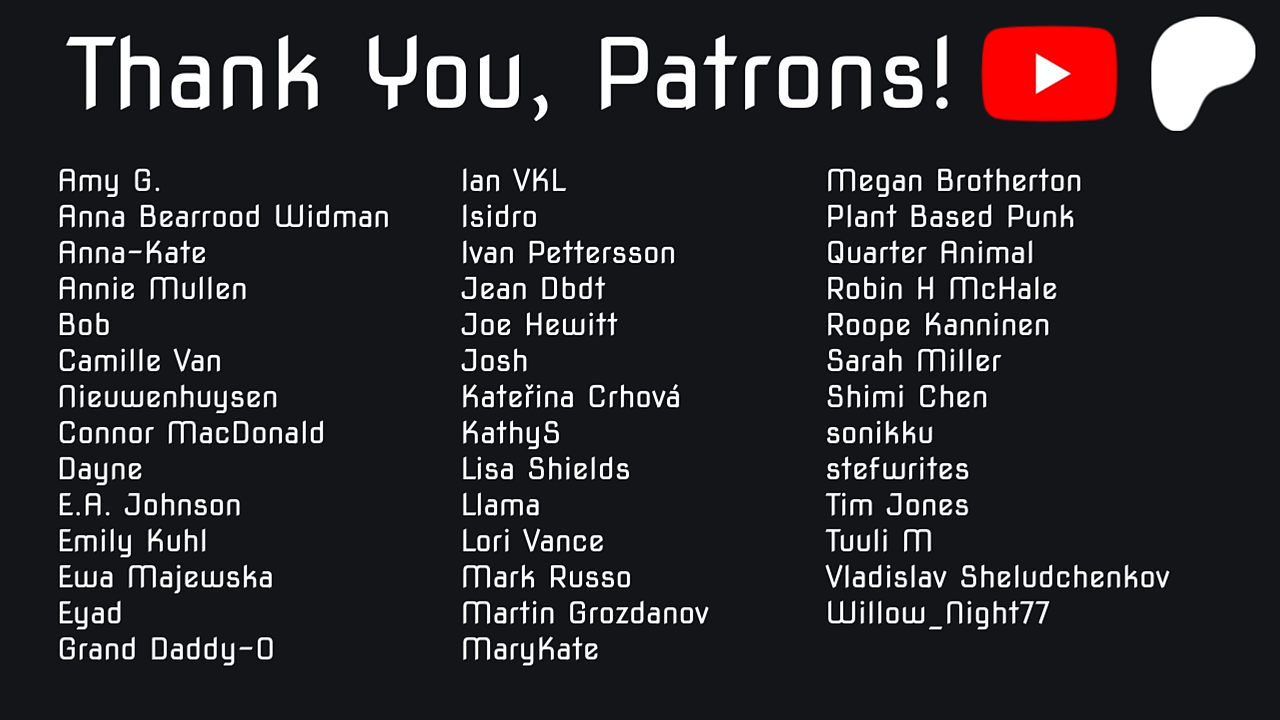 Thank You, Patrons!
Amy G.
Anna Bearrood Widman
Anna-Kate
Annie Mullen
Bob
Camille Van
Nieuwenhuysen
Connor MacDonald
Dayne
E.A. Johnson
Emily Kuhl
Ewa Majewska
Eyad
Grand Daddy-O
Ian VKL
Isidro
Ivan Pettersson
Jean Dbdt
Joe Hewitt
Josh
Kateřina Crhová
KathyS
Lisa Shields
Llama
Lori Vance
Mark Russo
Martin Grozdanov
MaryKate
Megan Brotherton
Plant Based Punk
Quarter Animal
Robin H McHale
Roope Kanninen
Sarah Miller
Shimi Chen
sonikku
stefwrites
Tim Jones
Tuuli M
Vladislav Sheludchenkov
Willow_Night77